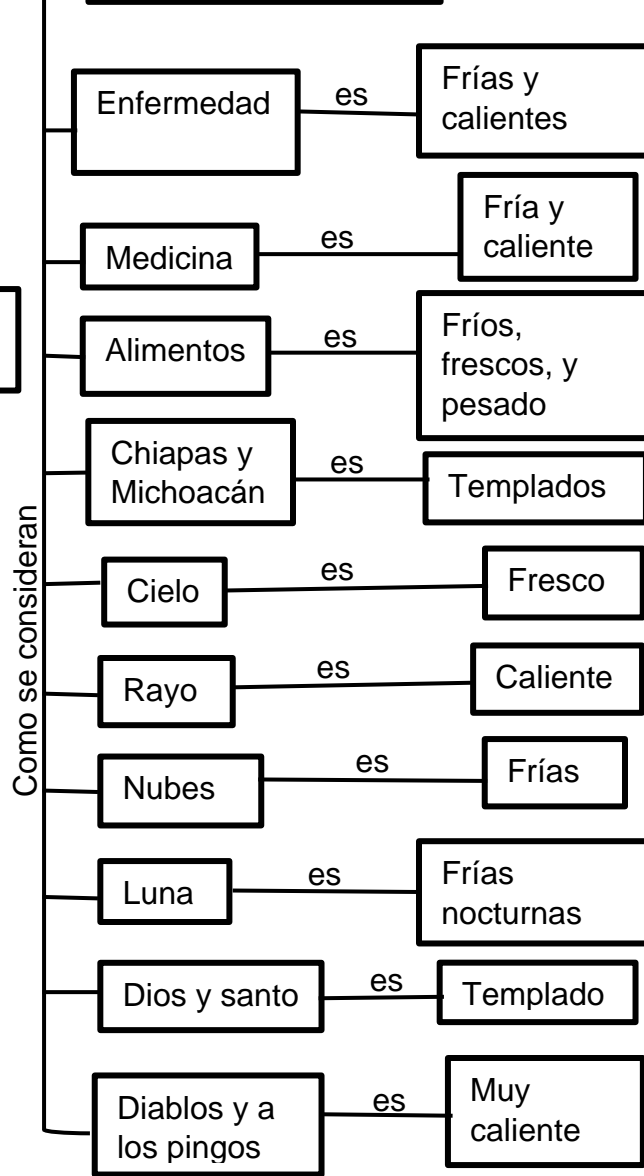 Como se consideran
Enfermedad
es
Frías y
calientes
Medicina
es
Fría y
caliente
Alimentos
es
Fríos,
frescos, y
pesado
Chiapas y
Michoacán
es
Templados
Cielo
es
Fresco
Rayo
es
Caliente
Nubes
es
Frías
Luna
es
Frías
nocturnas
Dios y santo
es
Templado
Diablos y a
los pingos
es
Muy
caliente